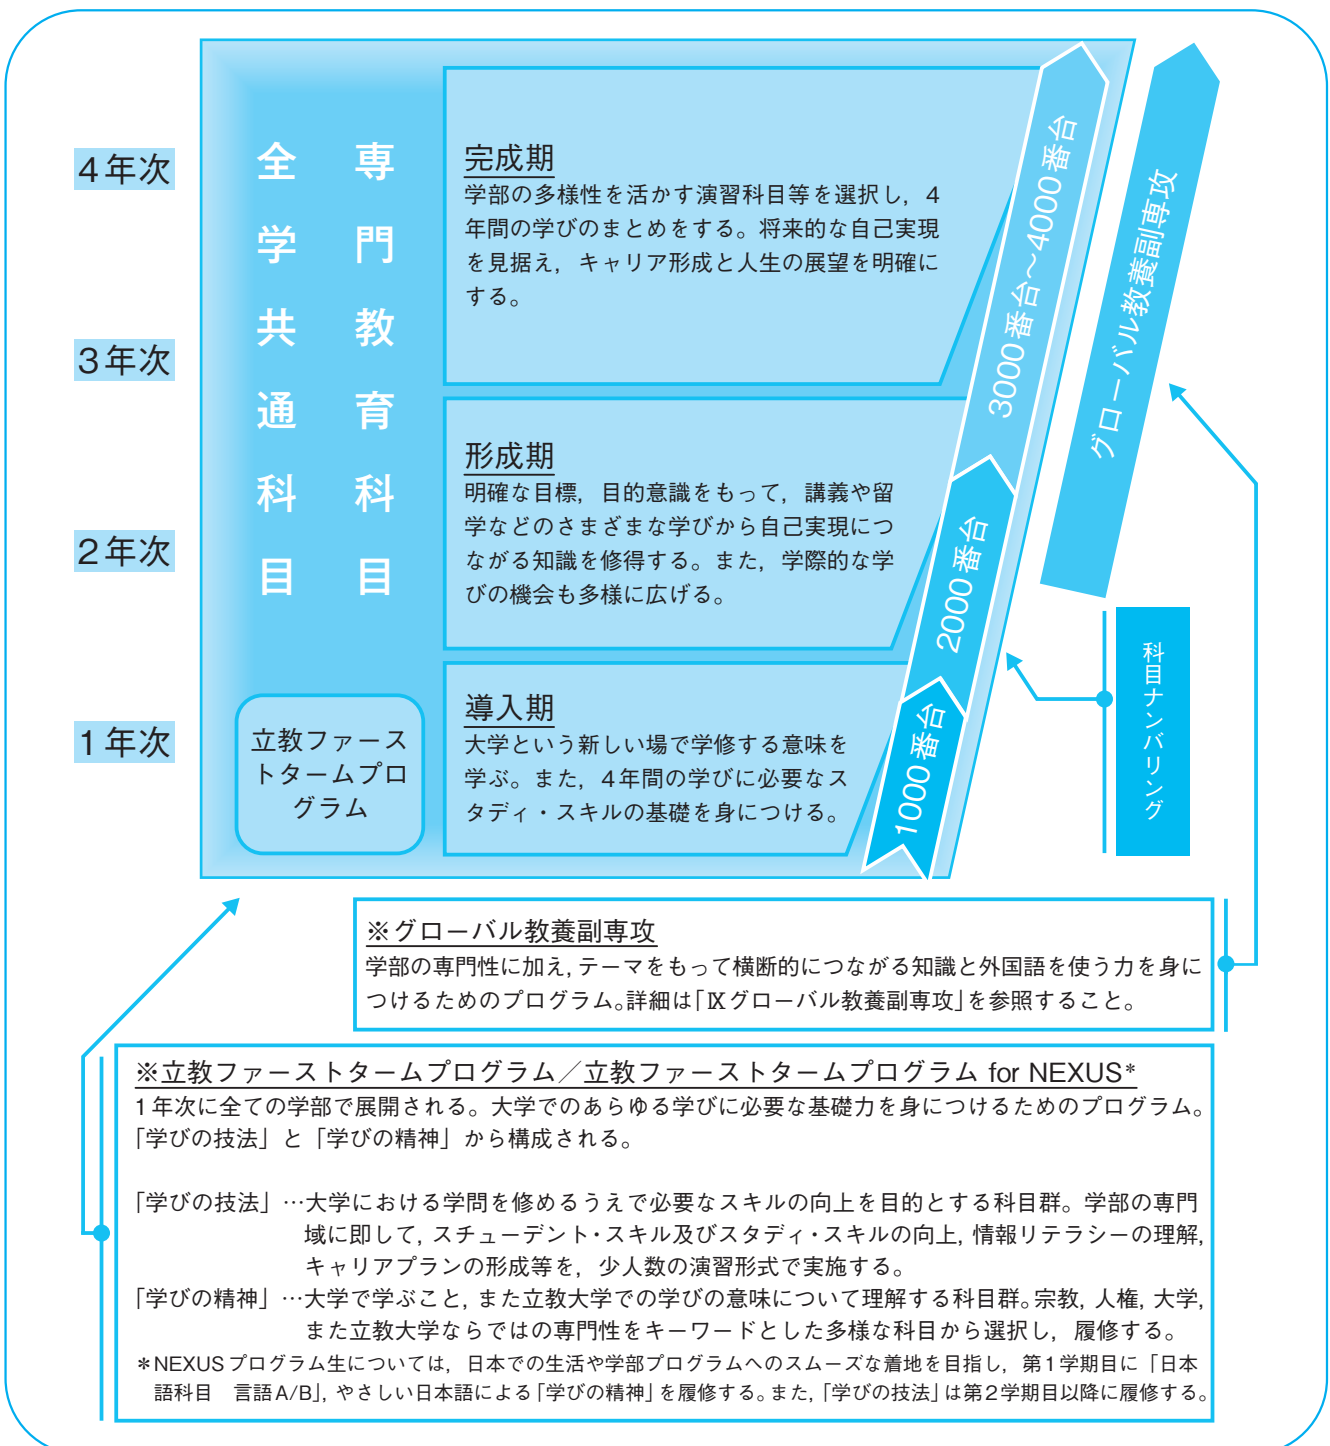 4年次
3年次
2年次
1年次
全学共通科目
専門教育科目
立教ファース
トタームプロ
グラム
完成期
学部の多様性を活かす演習科目等を選択し，4
年間の学びのまとめをする。将来的な自己実現
を見据え，キャリア形成と人生の展望を明確に
する。
形成期
明確な目標，目的意識をもって，講義や留
学などのさまざまな学びから自己実現につ
ながる知識を修得する。また，学際的な学
びの機会も多様に広げる。
導入期
大学という新しい場で学修する意味を
学ぶ。また，4年間の学びに必要なス
タディ・スキルの基礎を身につける。
3000番台～4000番台
2000番台
1000番台
グローバル教養副専攻
科目ナンバリング
※グローバル教養副専攻
学部の専門性に加え，テーマをもって横断的につながる知識と外国語を使う力を身に
つけるためのプログラム。詳細は「Ⅸグローバル教養副専攻」を参照すること。
※立教ファーストタームプログラム／立教ファーストタームプログラム for NEXUS*
1年次に全ての学部で展開される。大学でのあらゆる学びに必要な基礎力を身につけるためのプログラム。
「学びの技法」と「学びの精神」から構成される。
「学びの技法」…大学における学問を修めるうえで必要なスキルの向上を目的とする科目群。学部の専門
域に即して，スチューデント・スキル及びスタディ・スキルの向上，情報リテラシーの理解，
キャリアプランの形成等を，少人数の演習形式で実施する。
「学びの精神」…大学で学ぶこと，また立教大学での学びの意味について理解する科目群。宗教，人権，大学，
また立教大学ならではの専門性をキーワードとした多様な科目から選択し，履修する。
＊NEXUSプログラム生については，日本での生活や学部プログラムへのスムーズな着地を目指し，第1学期目に「日本
語科目　言語A/B」，やさしい日本語による「学びの精神」を履修する。また，「学びの技法」は第2学期目以降に履修する。